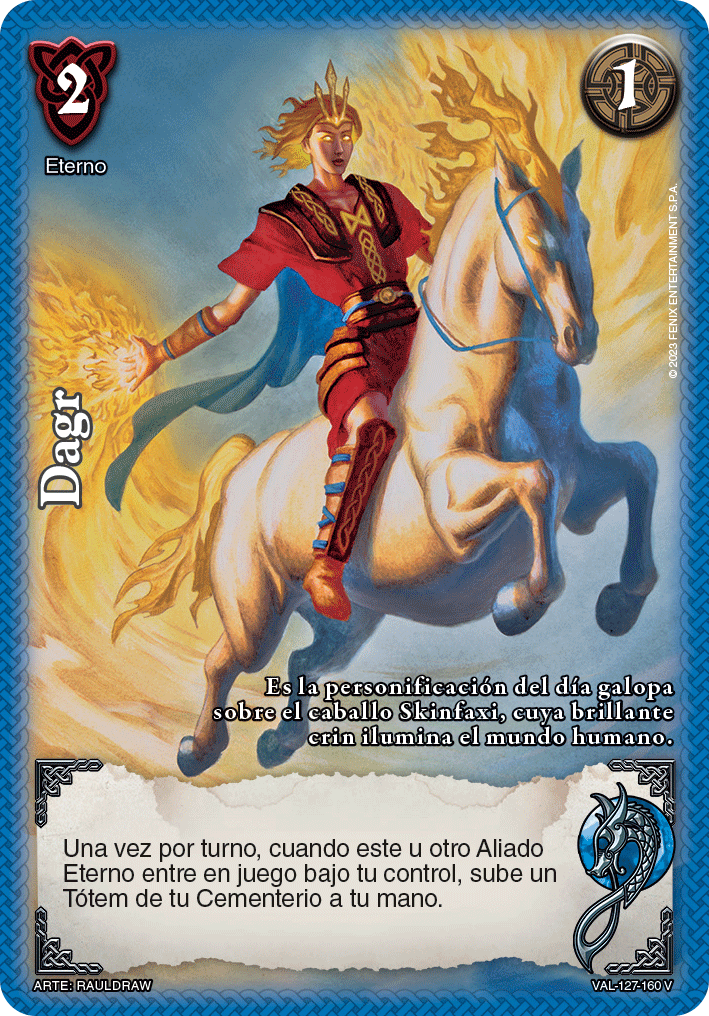 2
1
Eterno
© 2023 FENIX ENTERTAINMENT S.P.A.
Dagr
Es la personificación del día galopa
sobre el caballo Skinfaxi, cuya brillante
crin ilumina el mundo humano.
Una vez por turno, cuando este u otro Aliado
Eterno entre en juego bajo tu control, sube un
Tótem de tu Cementerio a tu mano.
ARTE: RAULDRAW
VAL-127-160 V